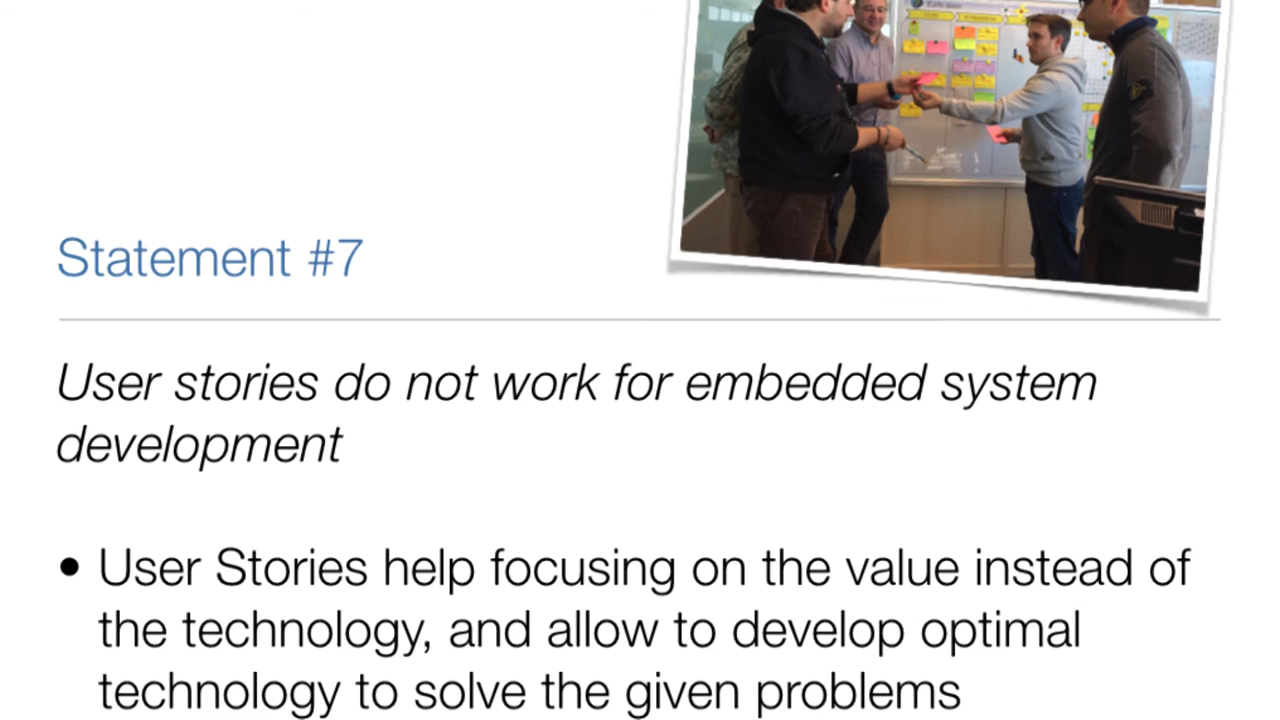 Statement #7
User stories do not work for embedded system
development
• User Stories help focusing on the value instead of
the technology, and allow to develop optimal
technology to solve the given problems